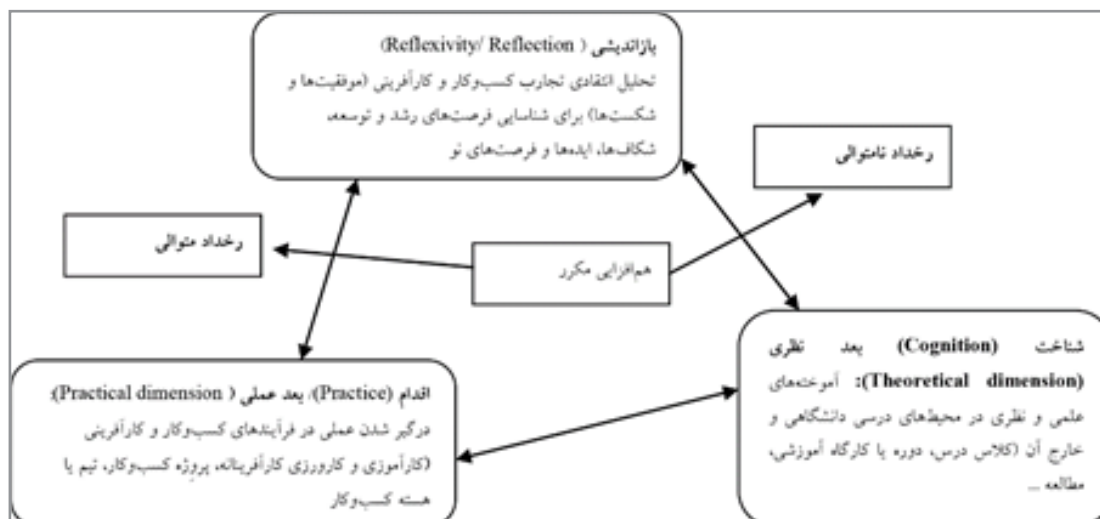 بازاندیشی ( Reflexivity/ Reflection)
تحلیل انتقادی تجارب کسب‌وکار و کارآفرینی (موفقیت‌ها و
شکست‌ها) برای شناسایی فرصت‌های رشد و توسعه،
شکاف‌ها، ایده‌ها و فرصت‌های نو
رخداد نامتوالی
رخداد متوالی
هم‌افزایی مکرر
شناخت (Cognition) بعد نظری
(Theoretical dimension): آموخته‌های
علمی و نظری در محیط‌های درسی دانشگاهی و
خارج آن (کلاس درس، دوره یا کارگاه آموزشی،
مطالعه ...
اقدام (Practice)/ بعد عملی ( Practical dimension):
درگیر شدن عملی در فرآیندهای کسب‌وکار و کارآفرینی
(کارآموزی و کارورزی کارآفرینانه، پروژه کسب‌وکار، تیم یا
هسته کسب‌وکار